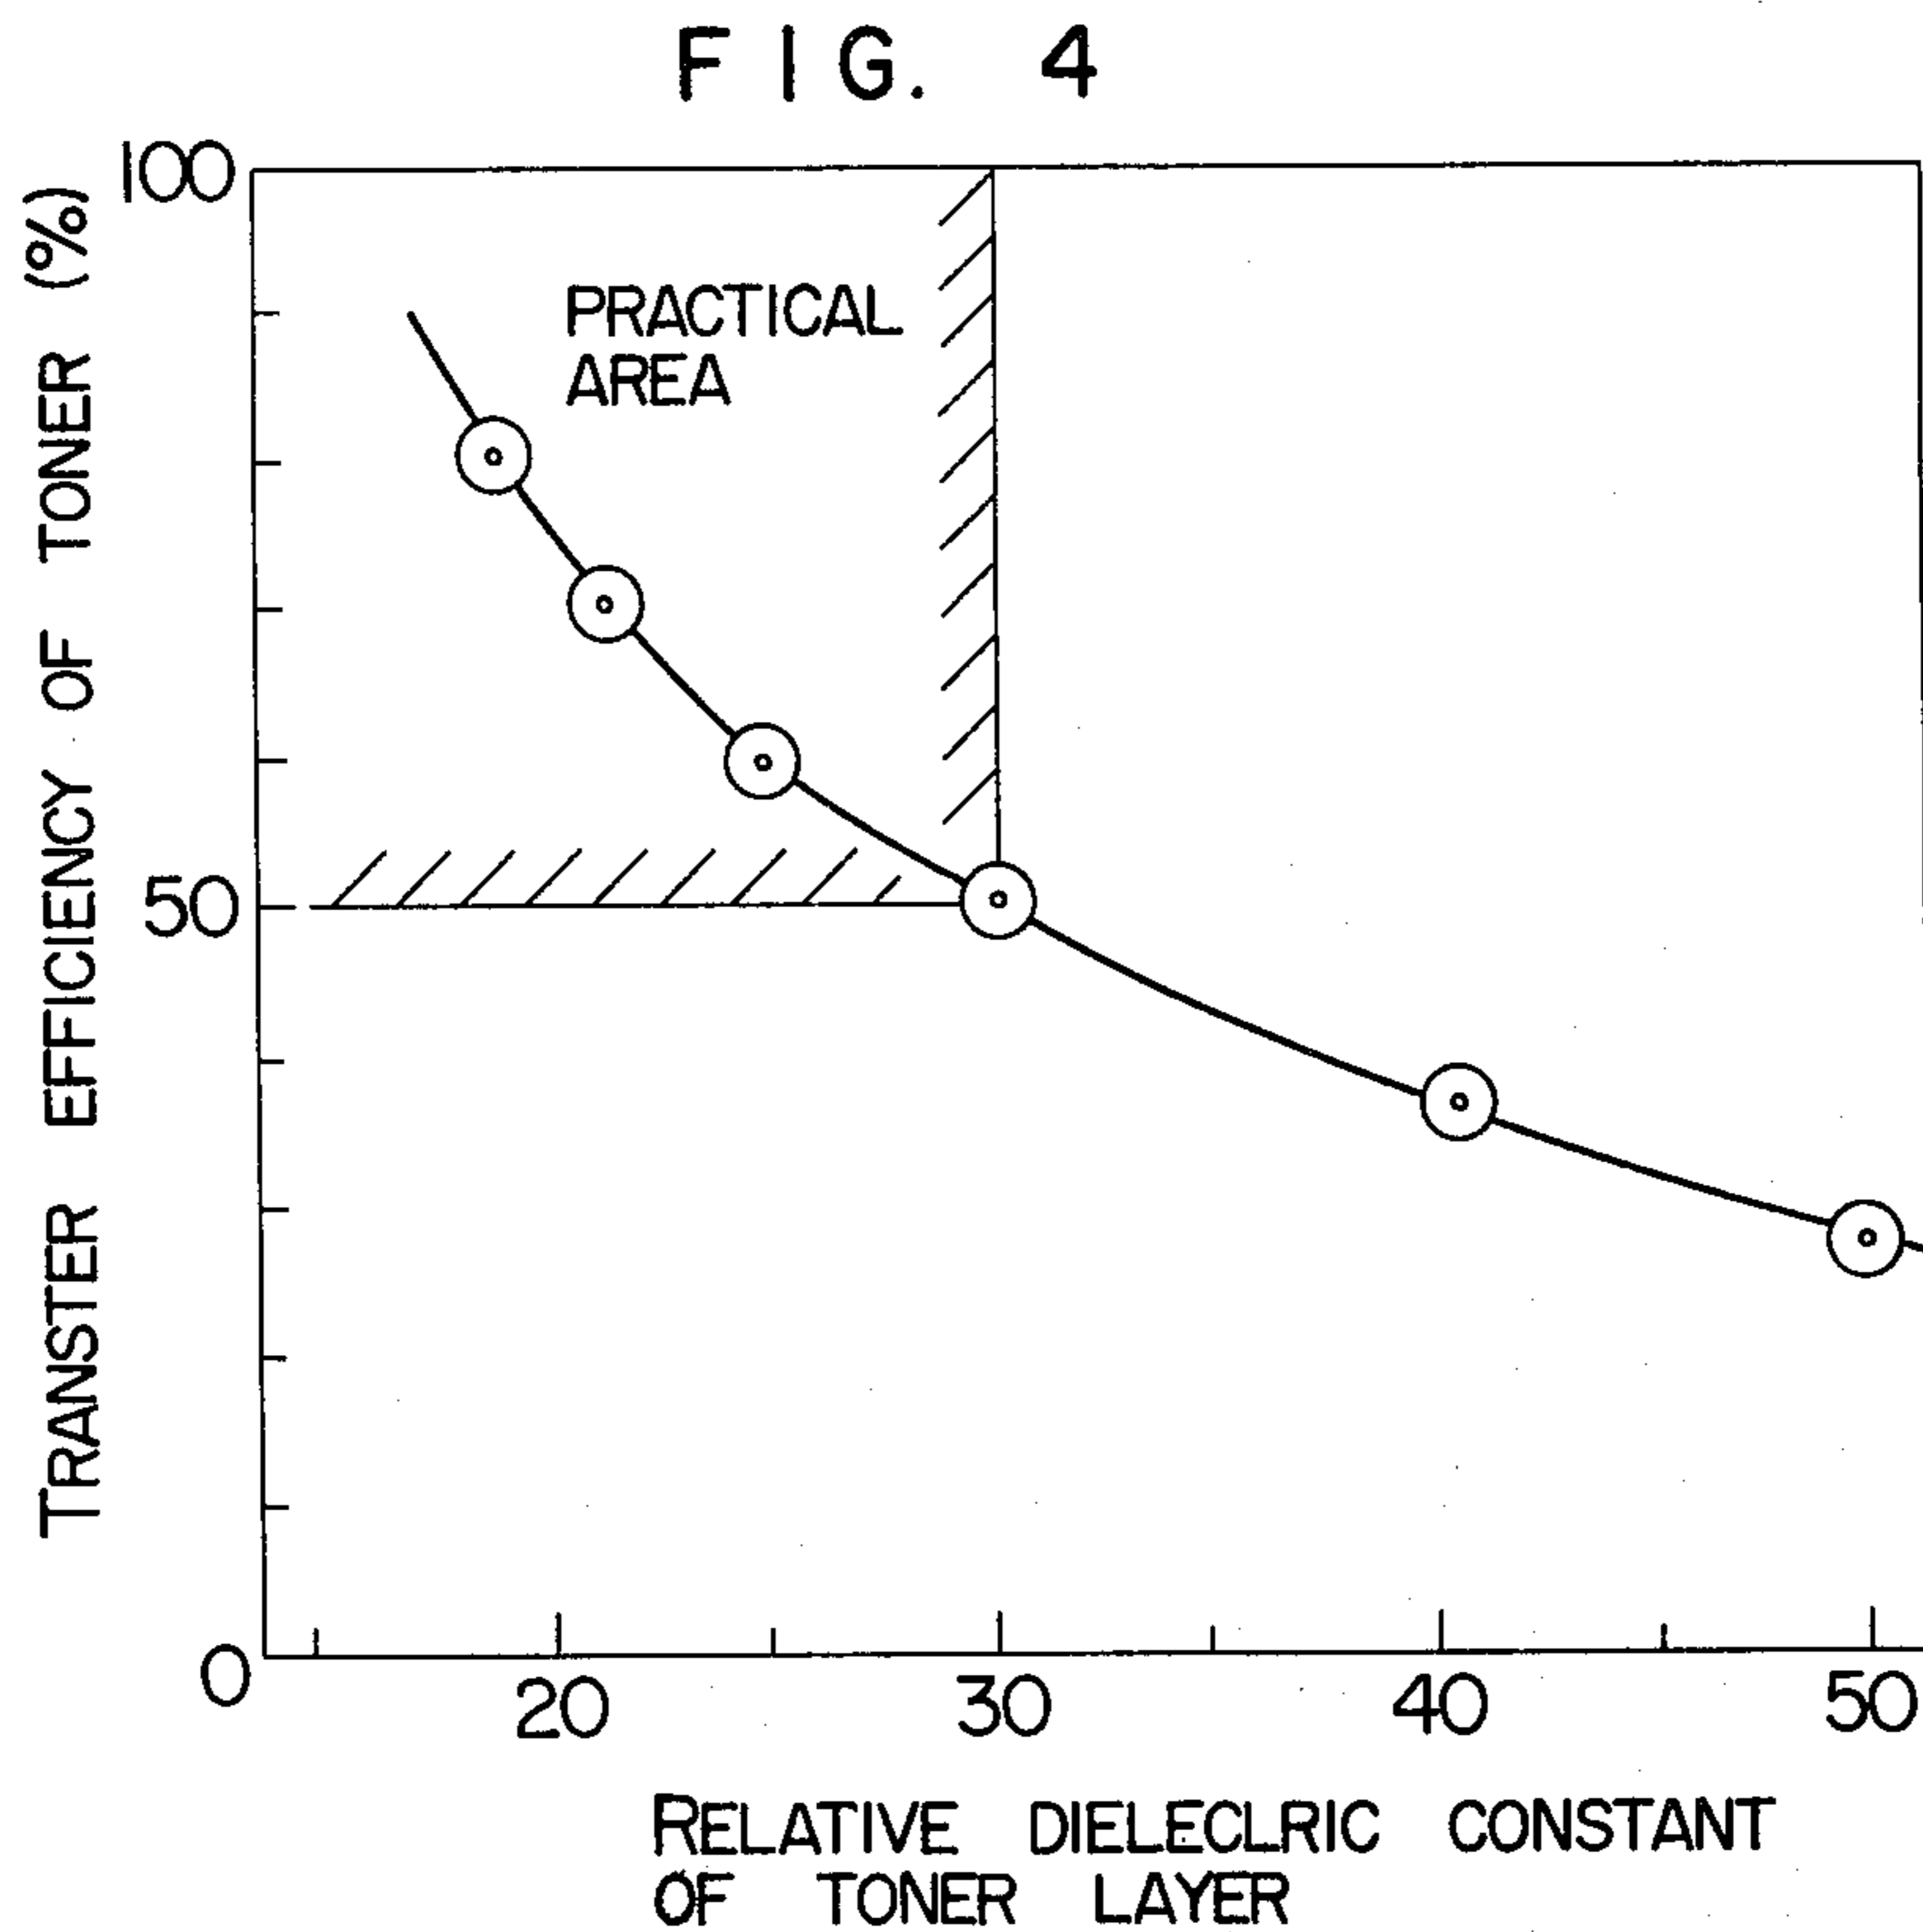 FIG. 4
100
50
0
TRANSTER EFFICIENCY OF TONER (%)
PRACTICAL
AREA
20 30 40 50
RELATIVE DIELECLRIC CONSTANT
OF TONER LAYER